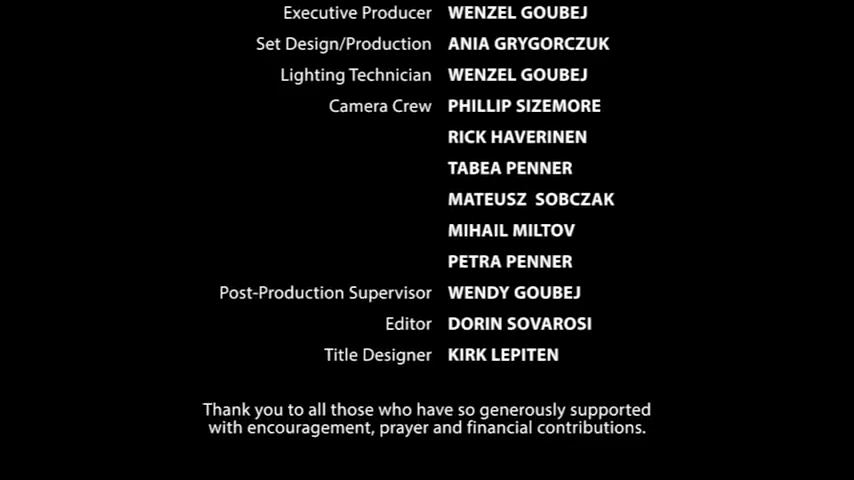 Executive Producer WENZEL GOUBEJ
Set Design/Production ANIA GRYGORCZUK
Lighting Technician WENZEL GOUBEJ
Camera Crew PHILLIP SIZEMORE
RICK HAVERINEN
TABEA PENNER
MATEUSZ SOBCZAK
MIHAIL MILTOV
PETRA PENNER
Post-Production Supervisor WENDY GOUBEJ
Editor DORIN SOVAROSI
Title Designer KIRK LEPITEN
Thank you to all those who have so generously supported
with encouragement, prayer and financial contributions.